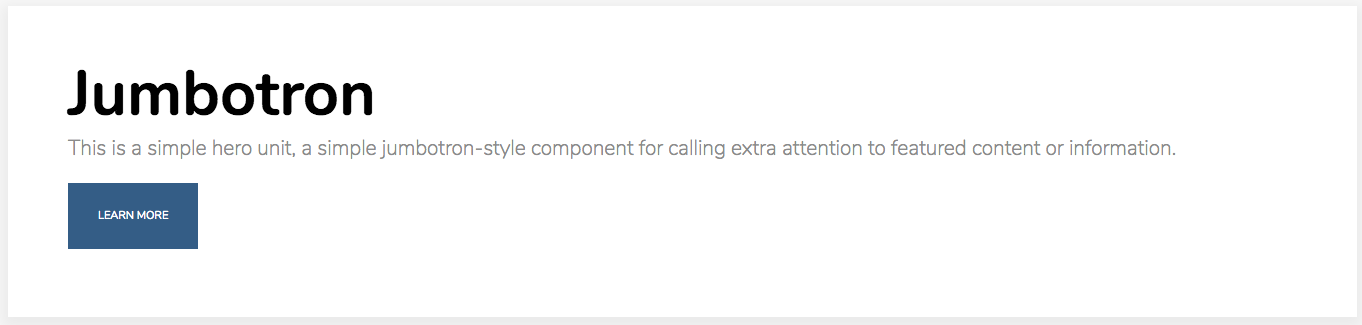 Jumbotron
This is a simple hero unit, a simple jumbotron-style component for calling extra attention to featured content or information.
LEARN MORE